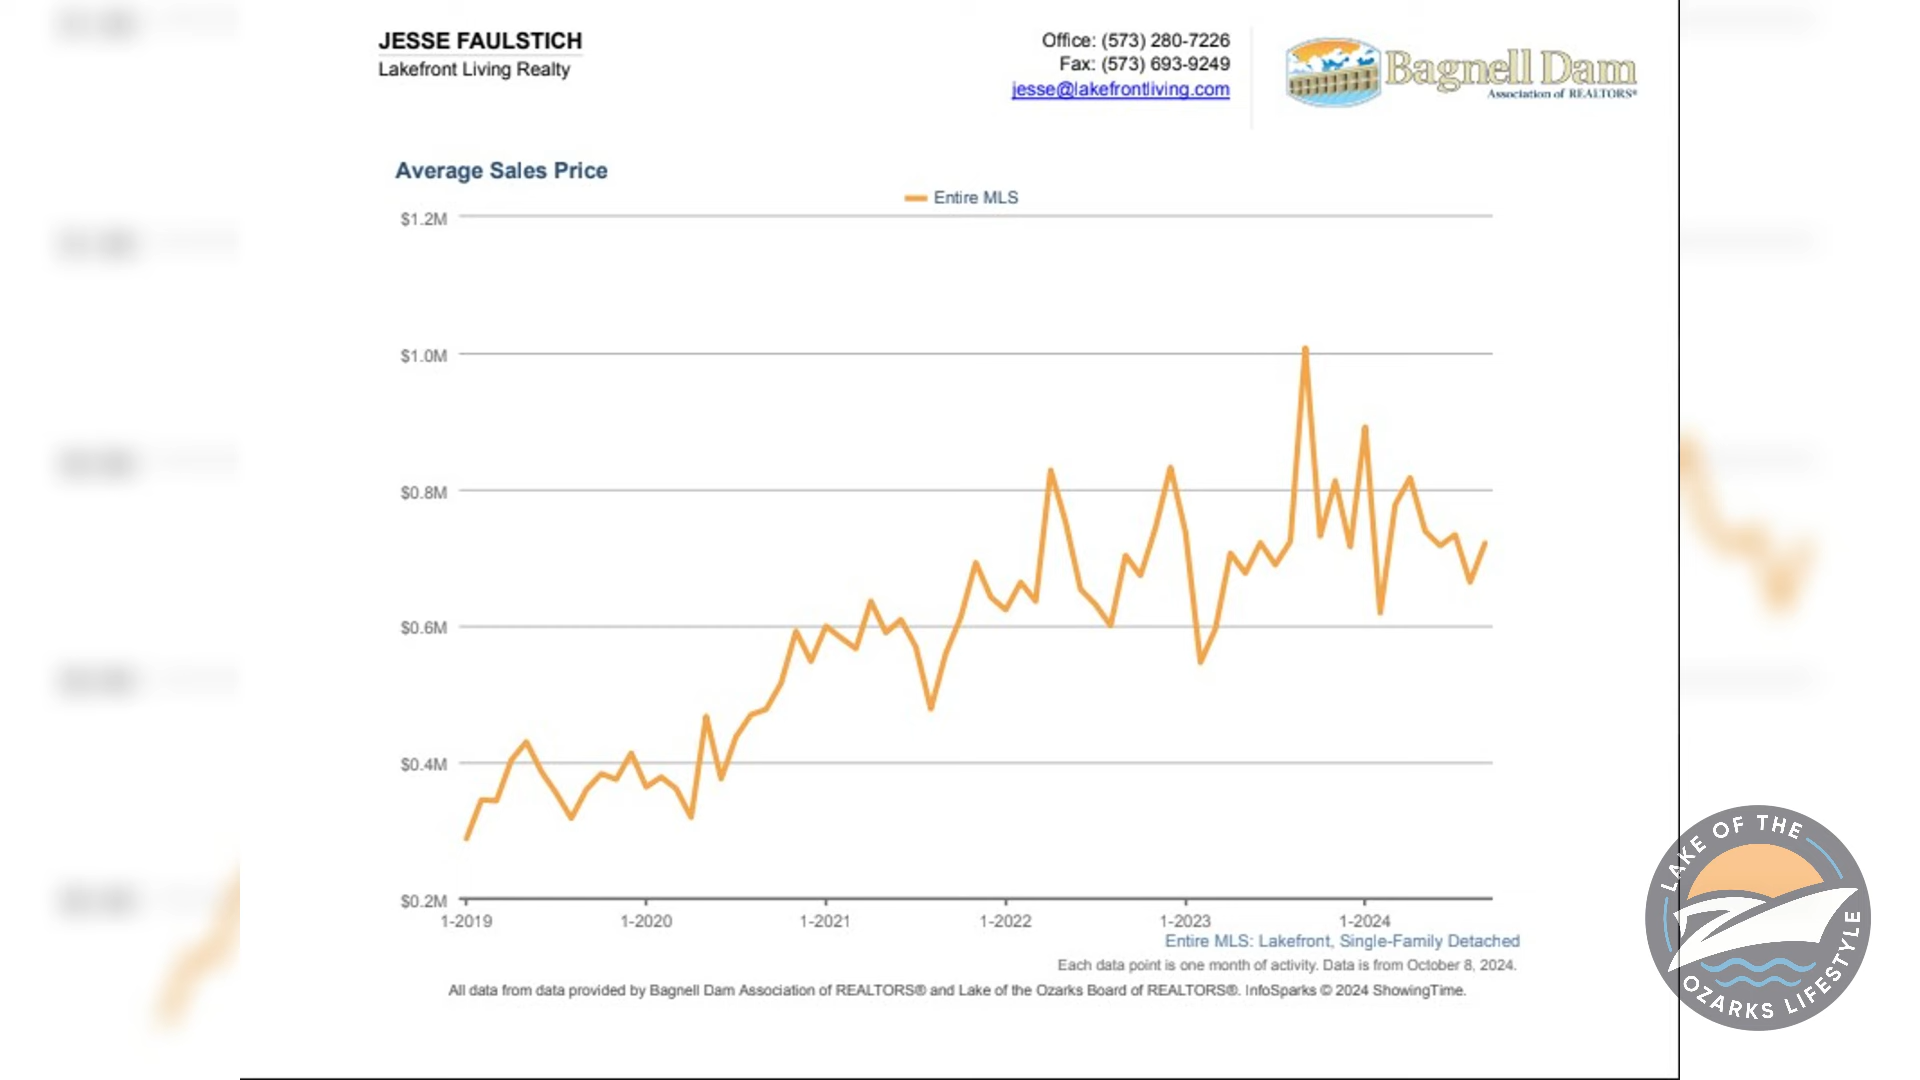 JESSE FAULSTICH
Lakefront Living Realty
Office: (573) 280-7226
Fax: (573) 693-9249
jesse@lakefrontliving.com
Bagnell Dam
Association of REALTORS®
Average Sales Price
Entire MLS
$1.2M
$1.0M
$0.8M
$0.6M
$0.4M
$0.2M
1-2019 1-2020 1-2021 1-2022 1-2023 1-2024
Entire MLS: Lakefront, Single-Family Detached
Each data point is one month of activity. Data is from October 8, 2024.
All data from data provided by Bagnell Dam Association of REALTORS® and Lake of the Ozarks Board of REALTORS®. InfoSparks © 2024 ShowingTime.
LAKE OF THE
OZARKS LIFESTYLE